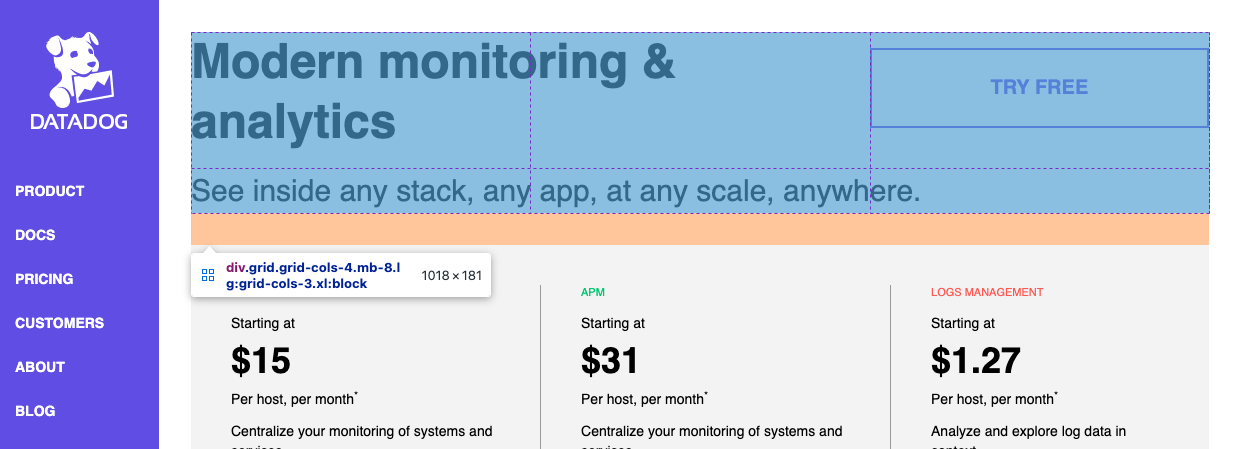 DATADOG
PRODUCT
DOCS
PRICING
CUSTOMERS
ABOUT
BLOG
Modern monitoring &
analytics
TRY FREE
See inside any stack, any app, at any scale, anywhere.
div.grid.grid-cols-4.mb-8.l
g:grid-cols-3.xl:block
1018 × 181
Starting at
$15
Per host, per month*
Centralize your monitoring of systems and
services
APM
Starting at
$31
Per host, per month*
Centralize your monitoring of systems and
services
LOGS MANAGEMENT
Starting at
$1.27
Per host, per month*
Analyze and explore log data in
context